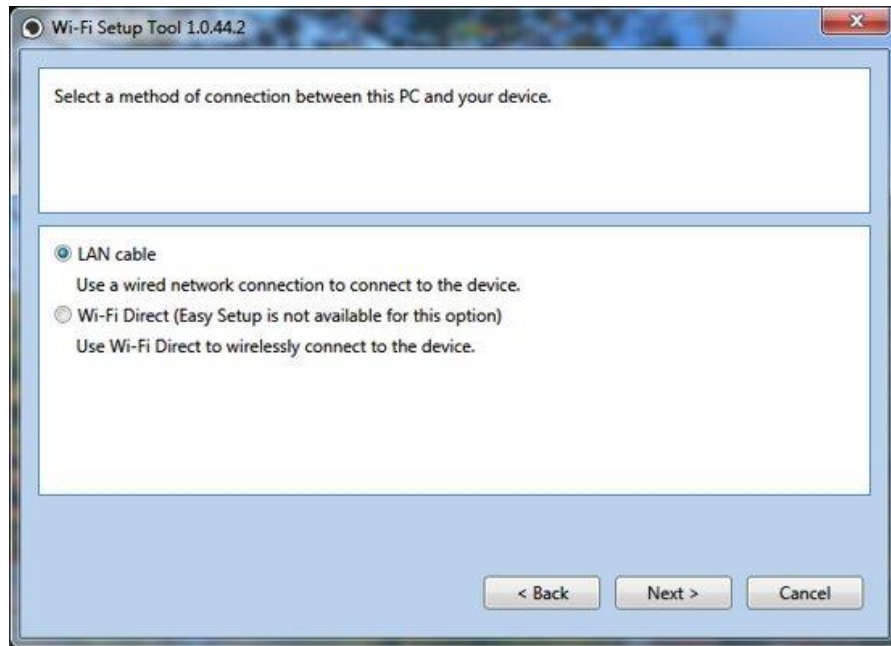 Wi-Fi Setup Tool 1.0.44.2
Select a method of connection between this PC and your device.
LAN cable
Use a wired network connection to connect to the device.
Wi-Fi Direct (Easy Setup is not available for this option)
Use Wi-Fi Direct to wirelessly connect to the device.
< Back Next > Cancel